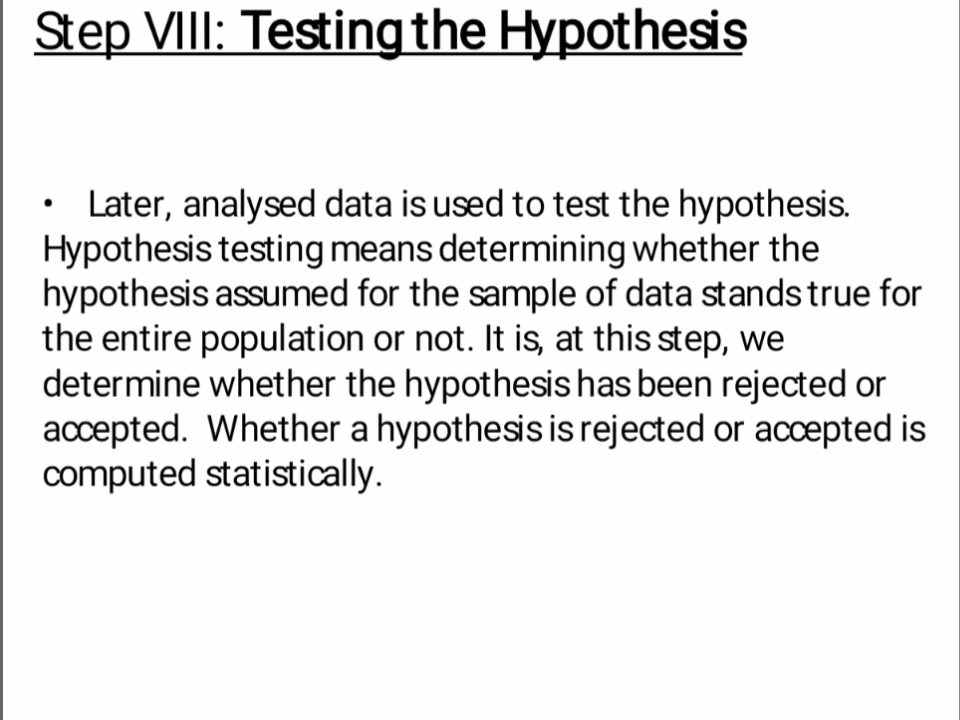 Step VIII: Testing the Hypothesis
• Later, analysed data is used to test the hypothesis.
Hypothesis testing means determining whether the
hypothesis assumed for the sample of data stands true for
the entire population or not. It is, at this step, we
determine whether the hypothesis has been rejected or
accepted. Whether a hypothesis is rejected or accepted is
computed statistically.